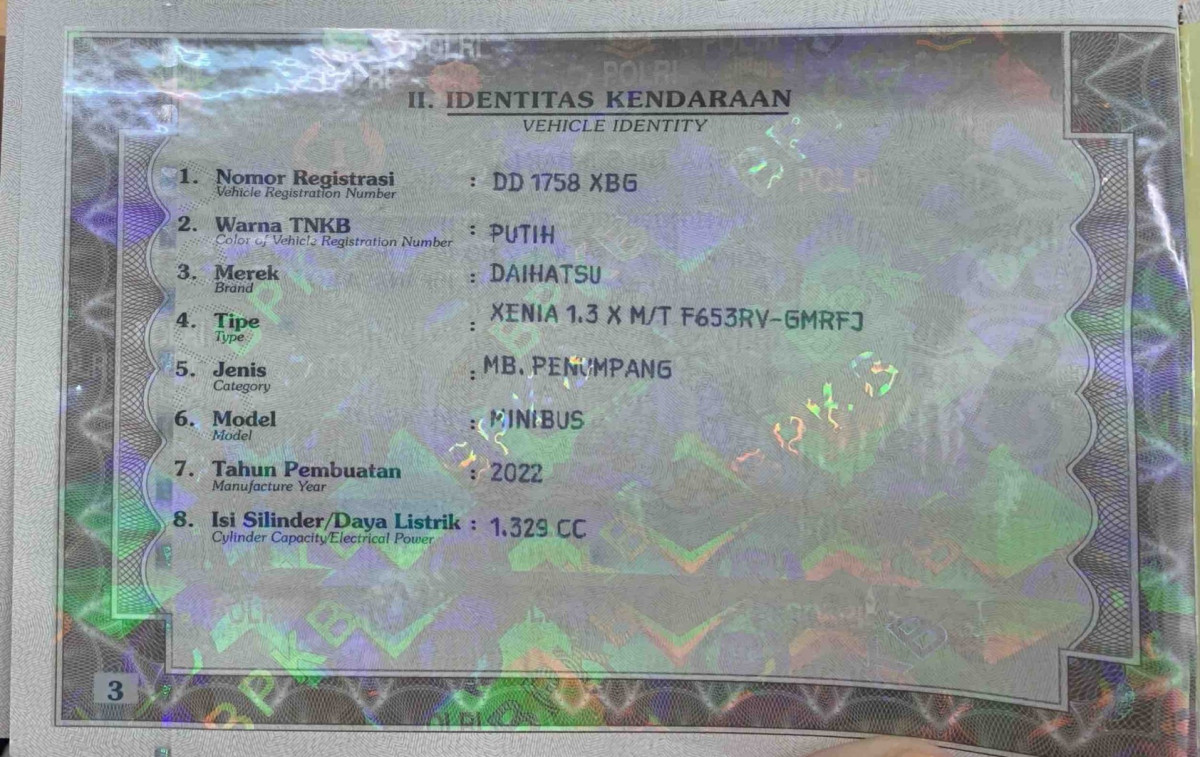 II. IDENTITAS KENDARAAN
VEHICLE IDENTITY
1. Nomor Registrasi : DD 1758 XBG
Vehicle Registration Number
2. Warna TNKB : PUTIH
Color of Vehicle Registration Number
3. Merek : DAIHATSU
Brand
4. Tipe : XENIA 1.3 X M/T F653RV-GMRFJ
Type
5. Jenis : MB. PENUMPANG
Category
6. Model : MINIBUS
Model
7. Tahun Pembuatan : 2022
Manufacture Year
8. Isi Silinder/Daya Listrik : 1.329 CC
Cylinder Capacity/Electrical Power
3